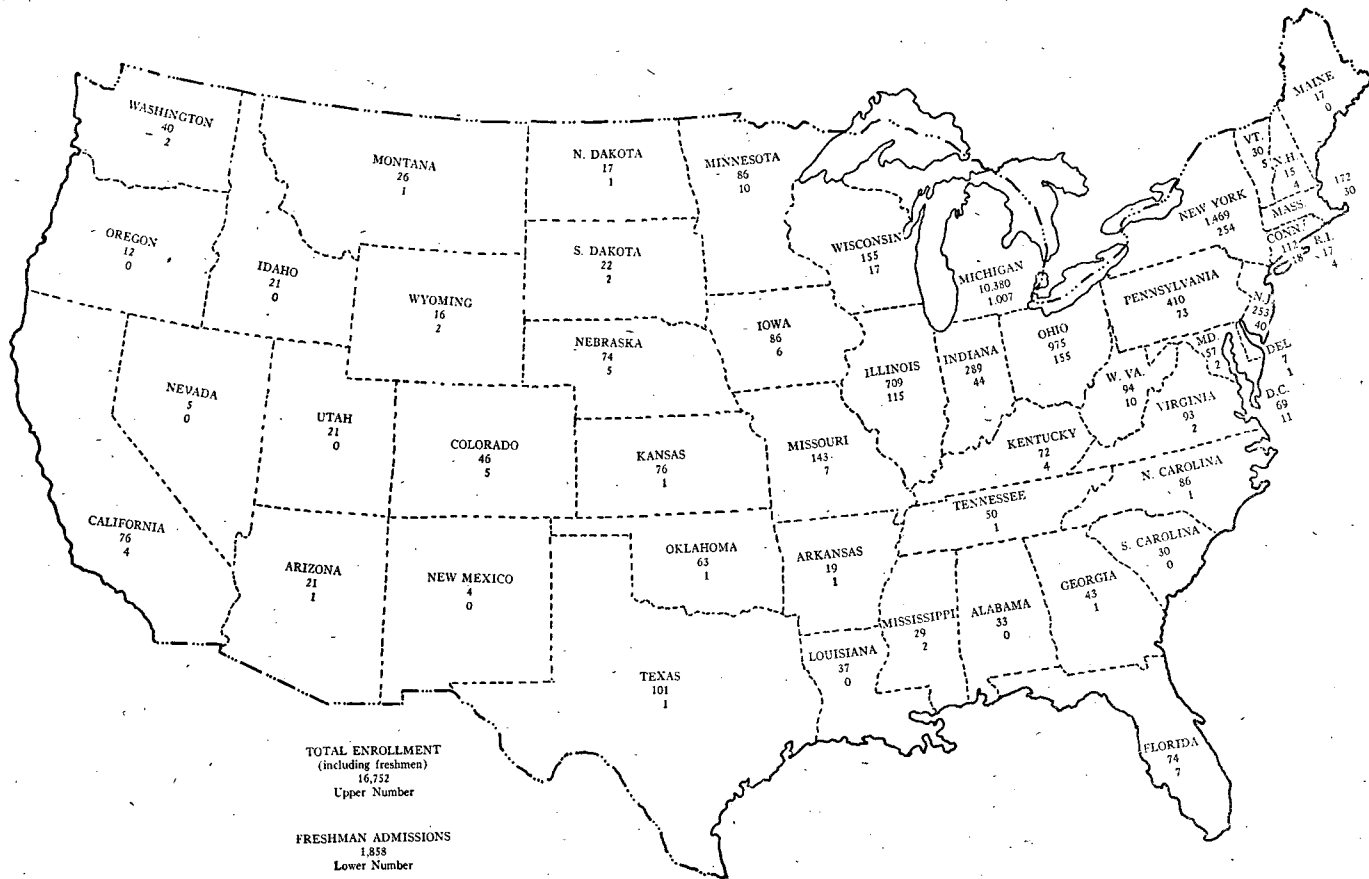 WASHINGTON
40
2
OREGON
12
0
IDAHO
21
0
MONTANA
26
1
WYOMING
16
2
N. DAKOTA
17
1
S. DAKOTA
22
2
NEBRASKA
74
5
MINNESOTA
86
10
IOWA
86
6
WISCONSIN
155
17
MICHIGAN
10,380
1,007
ILLINOIS
709
115
INDIANA
289
44
OHIO
975
155
PENNSYLVANIA
410
73
NEW YORK
1,469
254
VT.
30
5
N.H.
15
4
MAINE
17
0
172
30
MASS.
CONN.
112
18
R.I.
17
4
N.J.
253
40
MD.
57
2
DEL
7
1
D.C.
69
11
W. VA.
94
10
VIRGINIA
93
2
KENTUCKY
72
4
TENNESSEE
50
1
N. CAROLINA
86
1
S. CAROLINA
30
0
GEORGIA
43
1
ALABAMA
33
0
MISSISSIPPI
29
2
FLORIDA
74
7
LOUISIANA
37
0
ARKANSAS
19
1
MISSOURI
143
7
KANSAS
76
1
OKLAHOMA
63
1
TEXAS
101
1
NEW MEXICO
4
0
COLORADO
46
5
UTAH
21
0
ARIZONA
21
1
NEVADA
5
0
CALIFORNIA
76
4
TOTAL ENROLLMENT
(including freshmen)
16,752
Upper Number
FRESHMAN ADMISSIONS
1,858
Lower Number